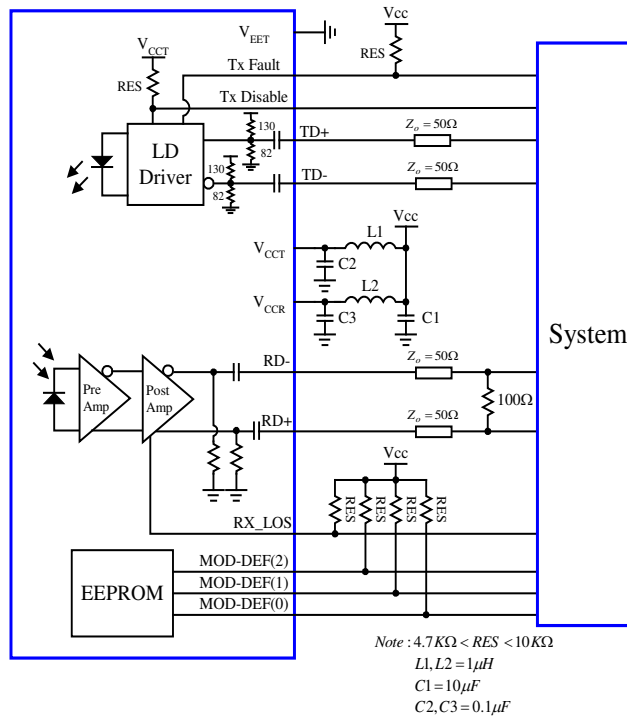 V_EET
Vcc
V_CCT
RES
RES
Tx Fault
Tx Disable
130
TD+
Z_o = 50Ω
LD
Driver
82
130
TD-
Z_o = 50Ω
82
Vcc
L1
V_CCT
C2
L2
V_CCR
C3
C1
System
RD-
Z_o = 50Ω
Pre
Amp
Post
Amp
100Ω
RD+
Z_o = 50Ω
Vcc
RES
RES
RES
RES
RX_LOS
MOD-DEF(2)
EEPROM
MOD-DEF(1)
MOD-DEF(0)
Note : 4.7KΩ < RES < 10KΩ
L1, L2 = 1μH
C1 = 10μF
C2, C3 = 0.1μF